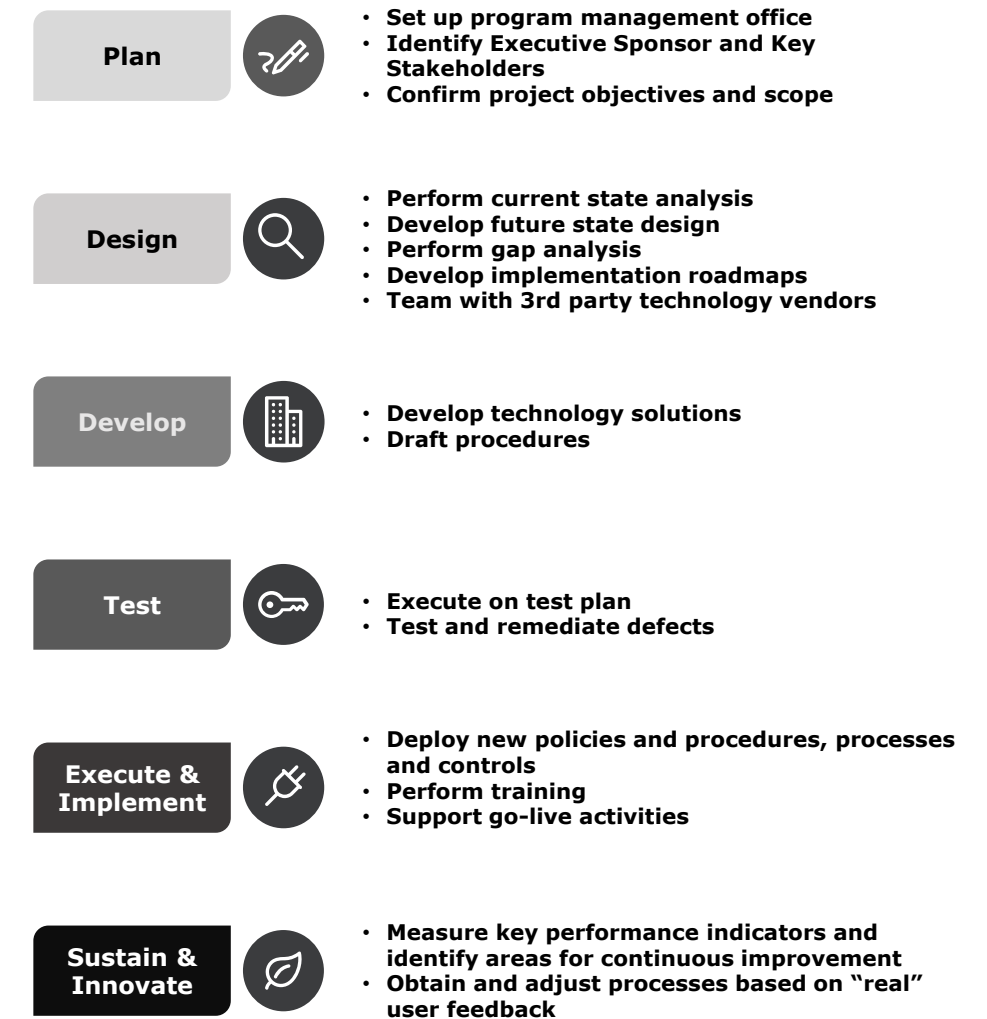 Plan
• Set up program management office
• Identify Executive Sponsor and Key
Stakeholders
• Confirm project objectives and scope
Design
• Perform current state analysis
• Develop future state design
• Perform gap analysis
• Develop implementation roadmaps
• Team with 3rd party technology vendors
Develop
• Develop technology solutions
• Draft procedures
Test
• Execute on test plan
• Test and remediate defects
Execute &
Implement
• Deploy new policies and procedures, processes
and controls
• Perform training
• Support go-live activities
Sustain &
Innovate
• Measure key performance indicators and
identify areas for continuous improvement
• Obtain and adjust processes based on “real”
user feedback